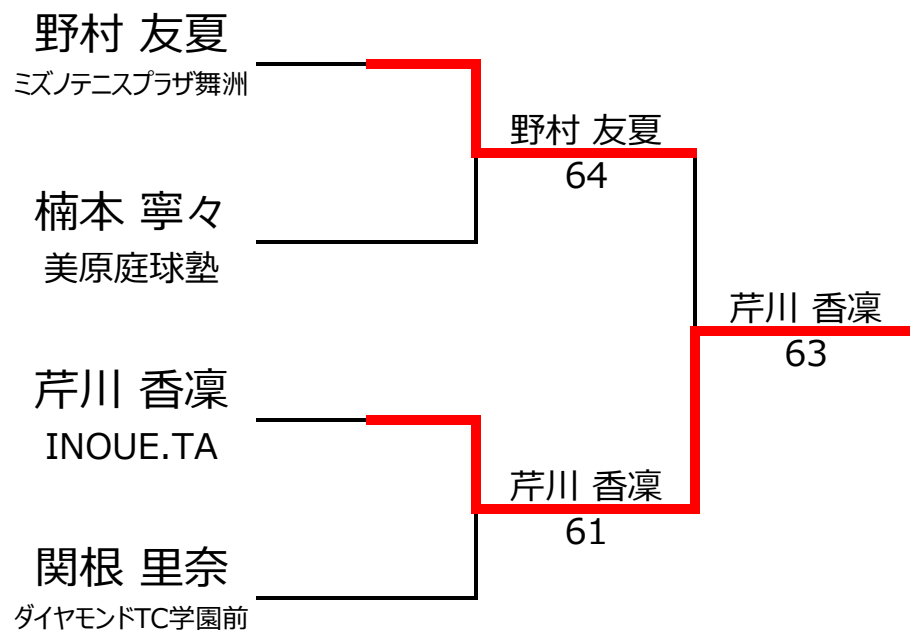 野村 友夏
ミズノテニスプラザ舞洲
野村 友夏
64
楠本 寧々
美原庭球塾
芹川 香凜
63
芹川 香凜
INOUE.TA
芹川 香凜
61
関根 里奈
ダイヤモンドTC学園前